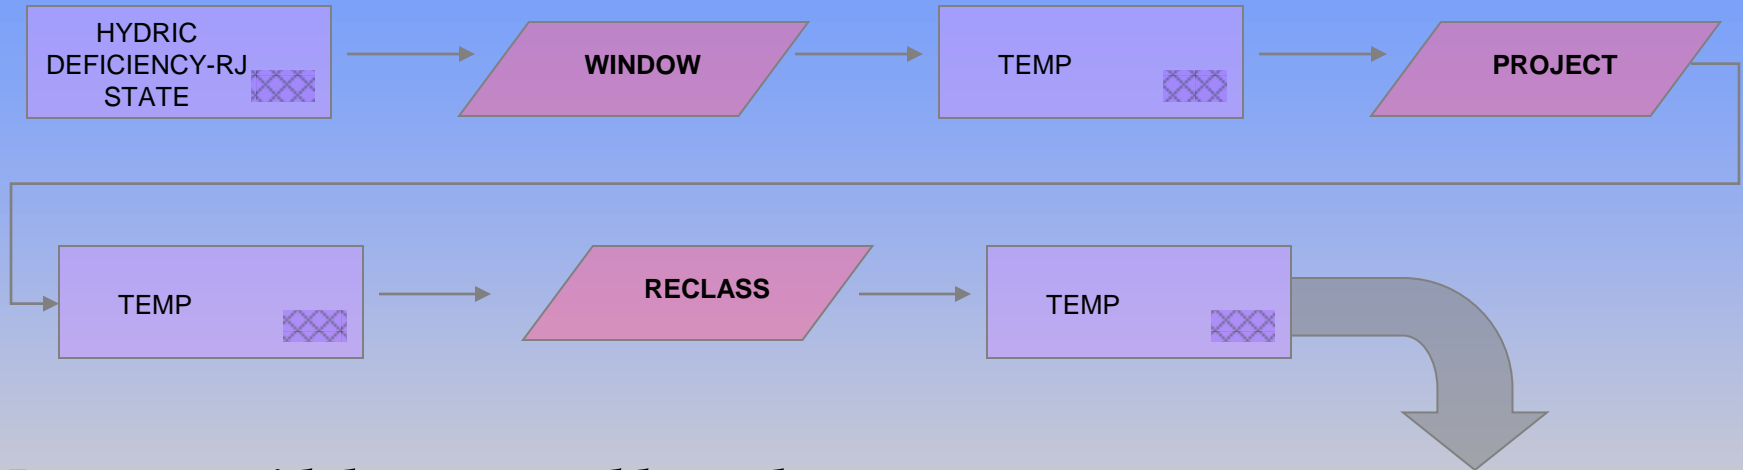 HYDRIC
DEFICIENCY-RJ
STATE
WINDOW
TEMP
PROJECT
TEMP
RECLASS
TEMP